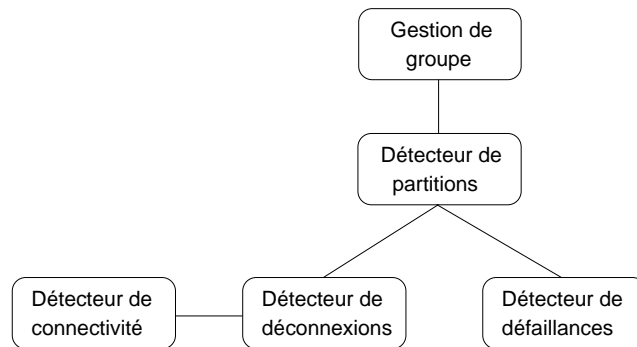 Gestion de
groupe
Détecteur de
partitions
Détecteur de
connectivité
Détecteur de
déconnexions
Détecteur de
défaillances